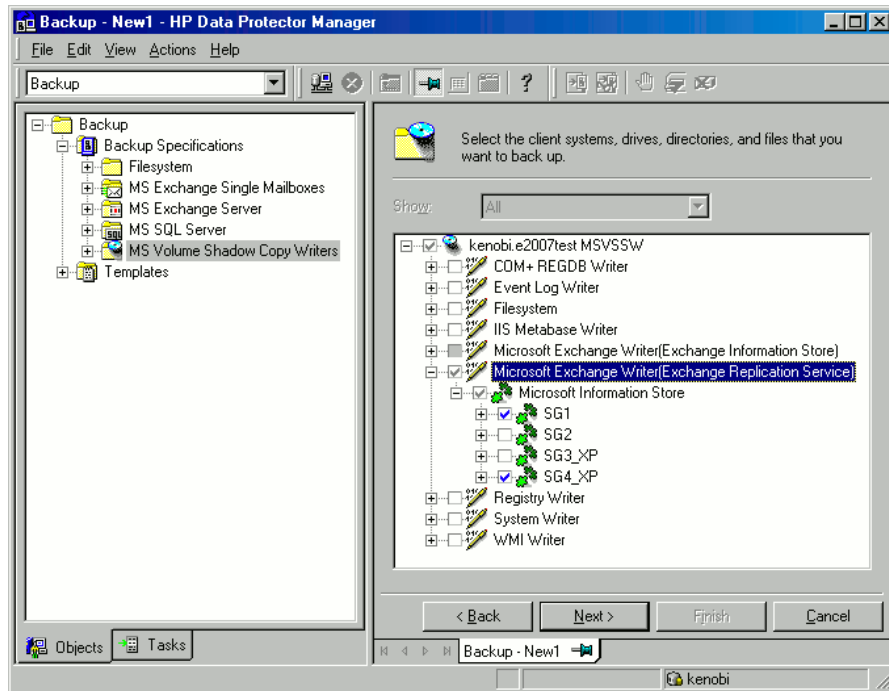 Backup - New1 - HP Data Protector Manager
File Edit View Actions Help
Backup
Backup
Backup Specifications
Filesystem
MS Exchange Single Mailboxes
MS Exchange Server
MS SQL Server
MS Volume Shadow Copy Writers
Templates
Objects
Tasks
Select the client systems, drives, directories, and files that you
want to back up.
Show: All
kenobi.e2007test MSVSSW
COM+ REGDB Writer
Event Log Writer
Filesystem
IIS Metabase Writer
Microsoft Exchange Writer(Exchange Information Store)
Microsoft Exchange Writer(Exchange Replication Service)
Microsoft Information Store
SG1
SG2
SG3_XP
SG4_XP
Registry Writer
System Writer
WMI Writer
< Back Next > Finish Cancel
Backup - New1
kenobi